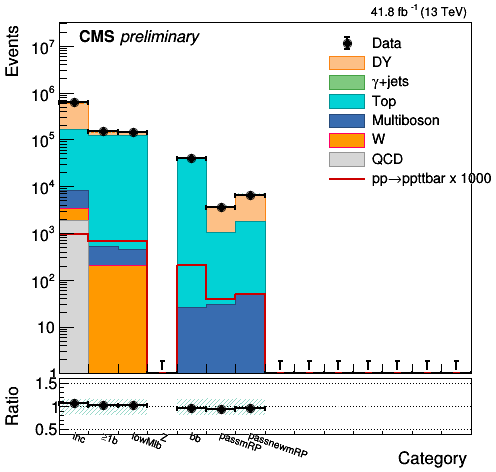 41.8 fb⁻¹ (13 TeV)
Events
CMS preliminary
Data
DY
γ+jets
Top
Multiboson
W
QCD
pp→ppttbar x 1000
10⁷
10⁶
10⁵
10⁴
10³
10²
10
1
Ratio
1.5
1
0.5
inc
≥1b
lowMlb
Z
bb
passmRP
passnewmRP
Category